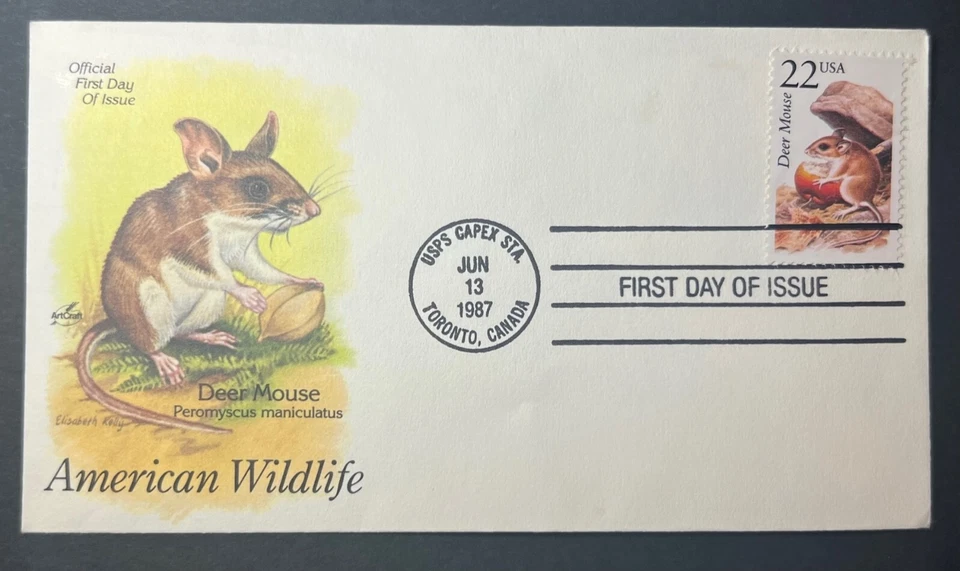 Official
First Day
Of Issue
ArtCraft
Deer Mouse
Peromyscus maniculatus
Elisabeth Kelly
American Wildlife
USPS CAPEX STA.
JUN
13
1987
TORONTO, CANADA
FIRST DAY OF ISSUE
22 USA
Deer Mouse